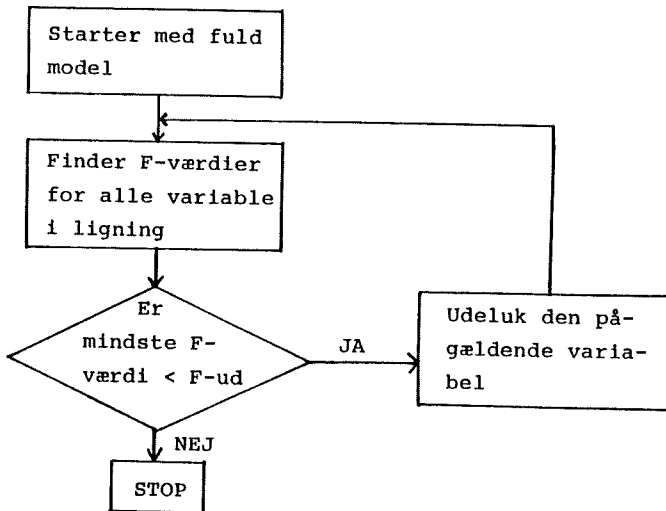 Starter med fuld
model
Finder F-værdier
for alle variable
i ligning
Er
mindste F-
værdi < F-ud
JA
Udeluk den på-
gældende varia-
bel
NEJ
STOP